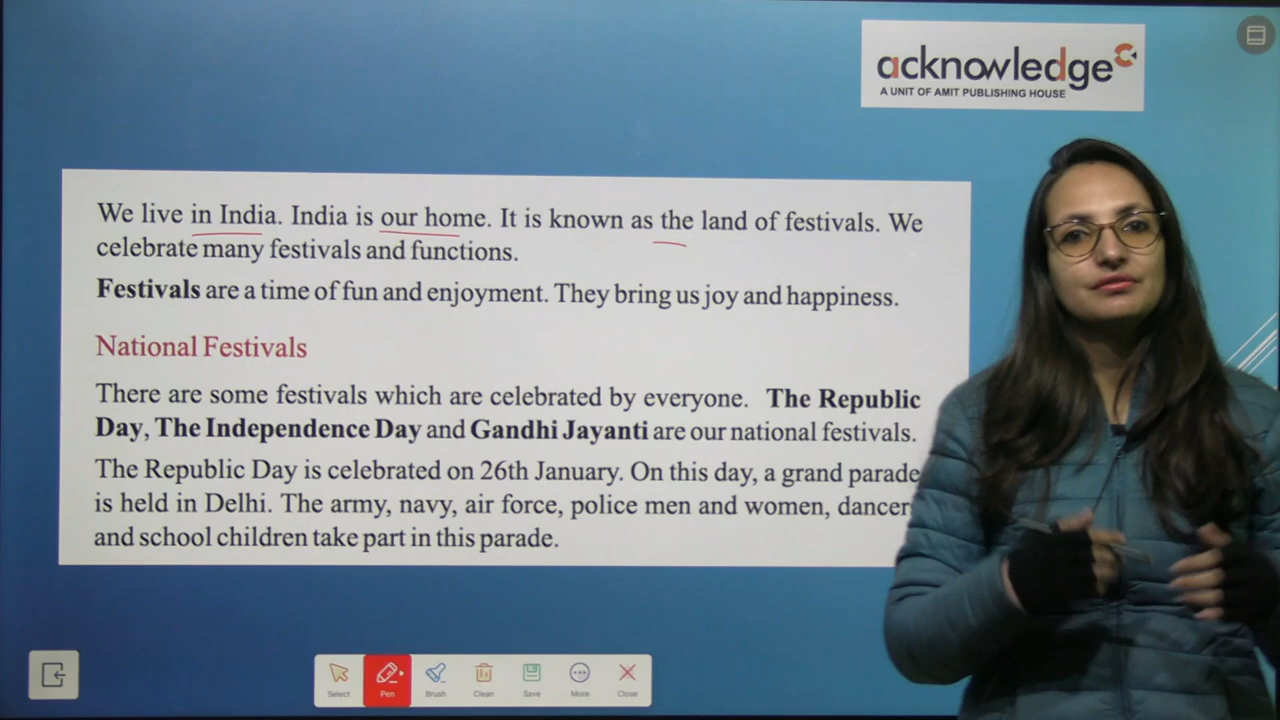 acknowledge
A UNIT OF AMIT PUBLISHING HOUSE
We live in India. India is our home. It is known as the land of festivals. We
celebrate many festivals and functions.
Festivals are a time of fun and enjoyment. They bring us joy and happiness.
National Festivals
There are some festivals which are celebrated by everyone. The Republic
Day, The Independence Day and Gandhi Jayanti are our national festivals.
The Republic Day is celebrated on 26th January. On this day, a grand parade
is held in Delhi. The army, navy, air force, police men and women, dancer
and school children take part in this parade.
Select Pen Brush Clean Save More Close